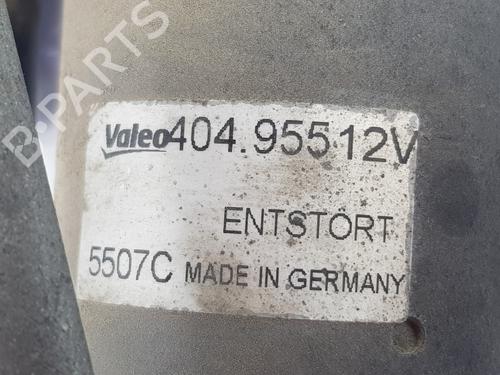 B-PARTS
Valeo 404.95512V
ENTSTÖRT
5507C MADE IN GERMANY